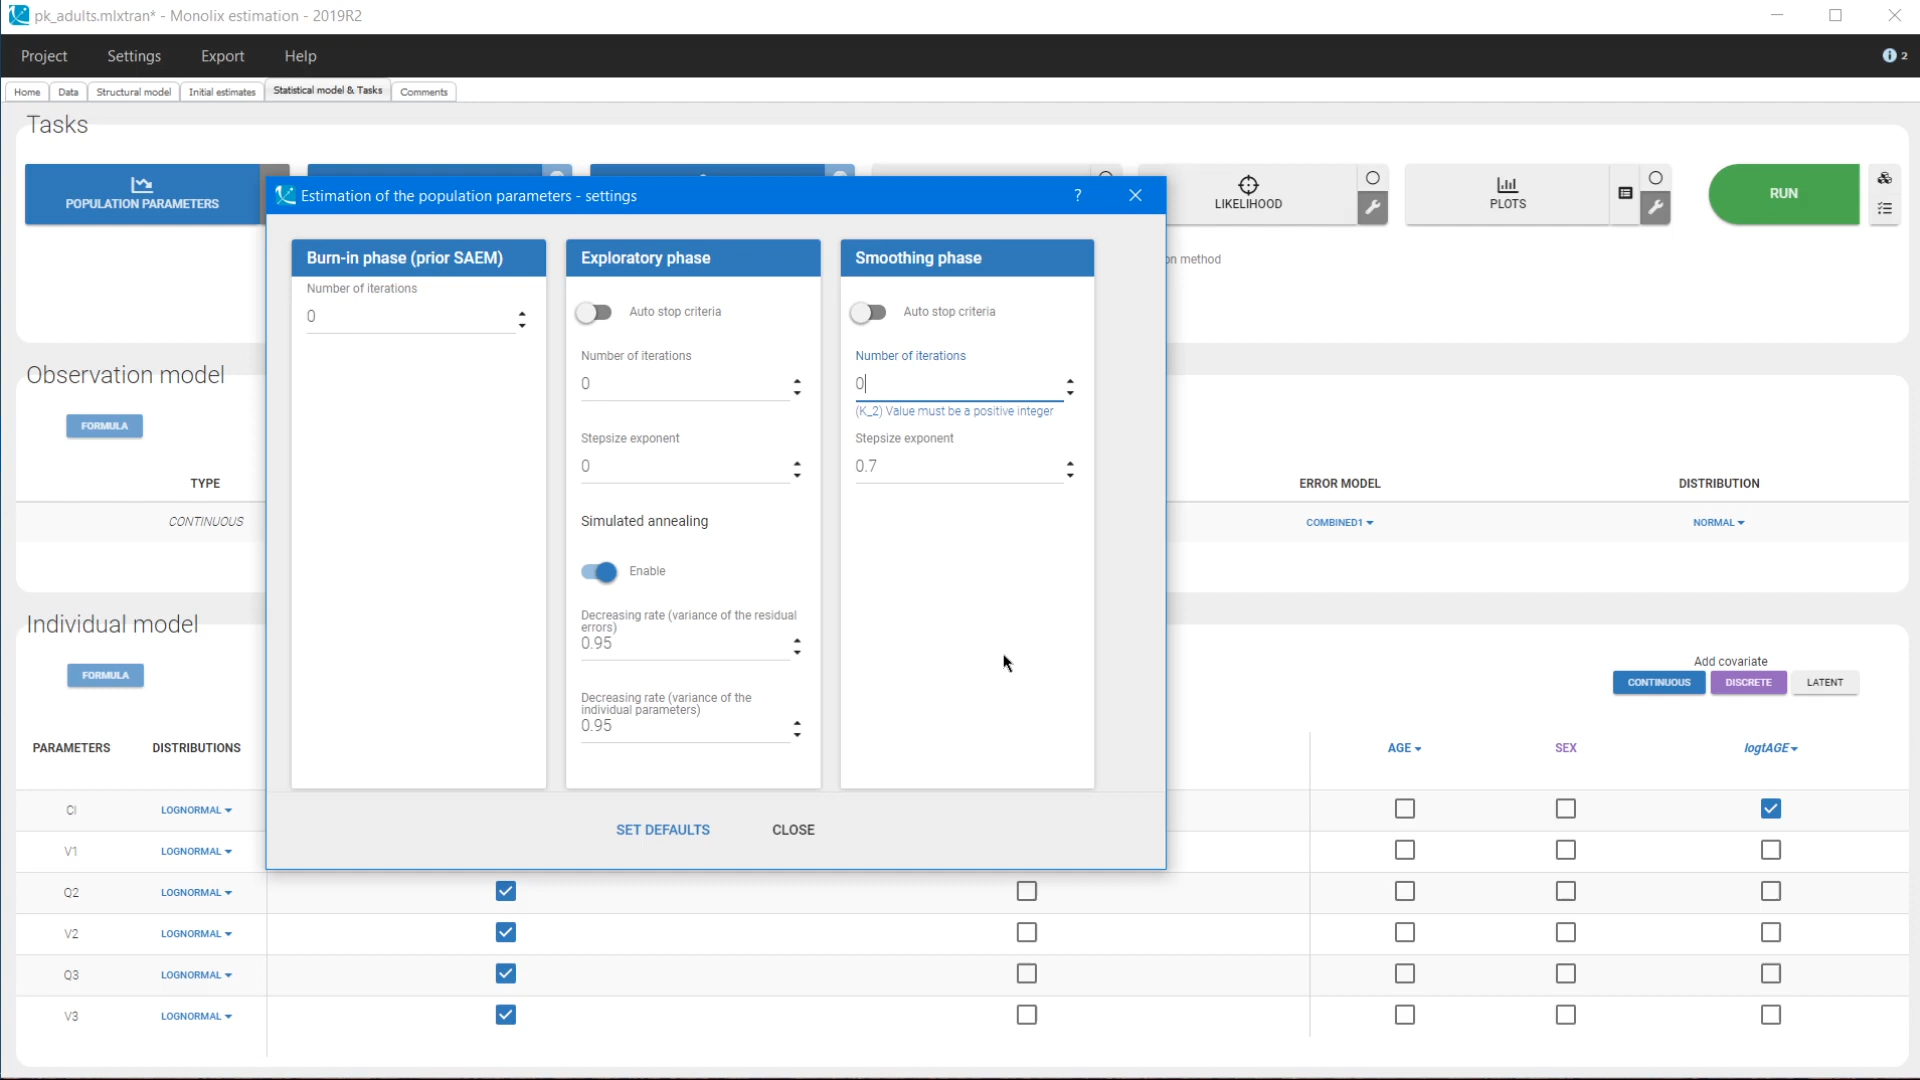 pk_adults.mlxtran* - Monolix estimation - 2019R2
Project Settings Export Help 2
Home Data Structural model Initial estimates Statistical model & Tasks Comments
Tasks
POPULATION PARAMETERS
LIKELIHOOD
PLOTS
RUN
Estimation of the population parameters - settings ?
on method
Burn-in phase (prior SAEM)
Number of iterations
0
Exploratory phase
Auto stop criteria
Number of iterations
0
Stepsize exponent
0
Simulated annealing
Enable
Decreasing rate (variance of the residual
errors)
0.95
Decreasing rate (variance of the
individual parameters)
0.95
Smoothing phase
Auto stop criteria
Number of iterations
0
(K_2) Value must be a positive integer
Stepsize exponent
0.7
SET DEFAULTS CLOSE
Observation model
FORMULA
TYPE ERROR MODEL DISTRIBUTION
CONTINUOUS COMBINED1 NORMAL
Individual model
FORMULA
Add covariate
CONTINUOUS DISCRETE LATENT
PARAMETERS DISTRIBUTIONS AGE SEX logtAGE
Cl LOGNORMAL
V1 LOGNORMAL
Q2 LOGNORMAL
V2 LOGNORMAL
Q3 LOGNORMAL
V3 LOGNORMAL